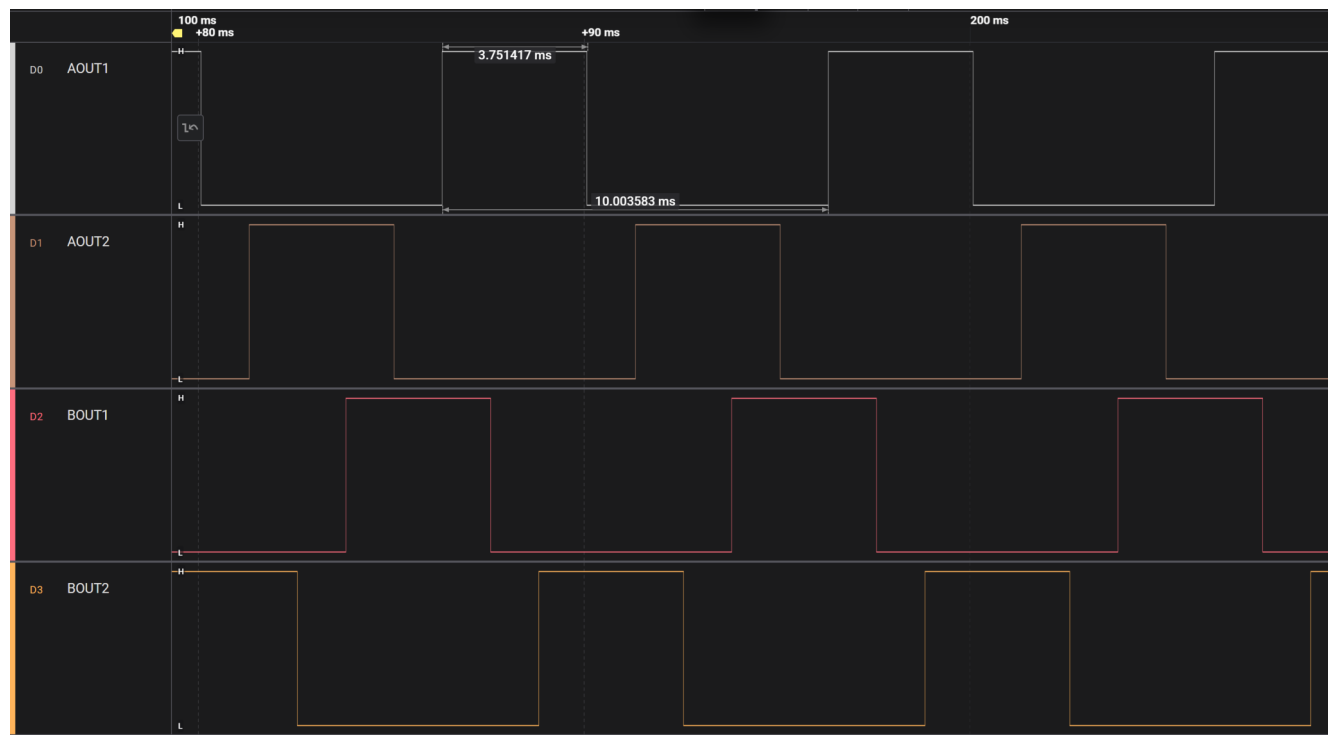 100 ms 200 ms
+80 ms +90 ms
D0 AOUT1
H
3.751417 ms
L
10.003583 ms
D1 AOUT2
H
L
D2 BOUT1
H
L
D3 BOUT2
H
L